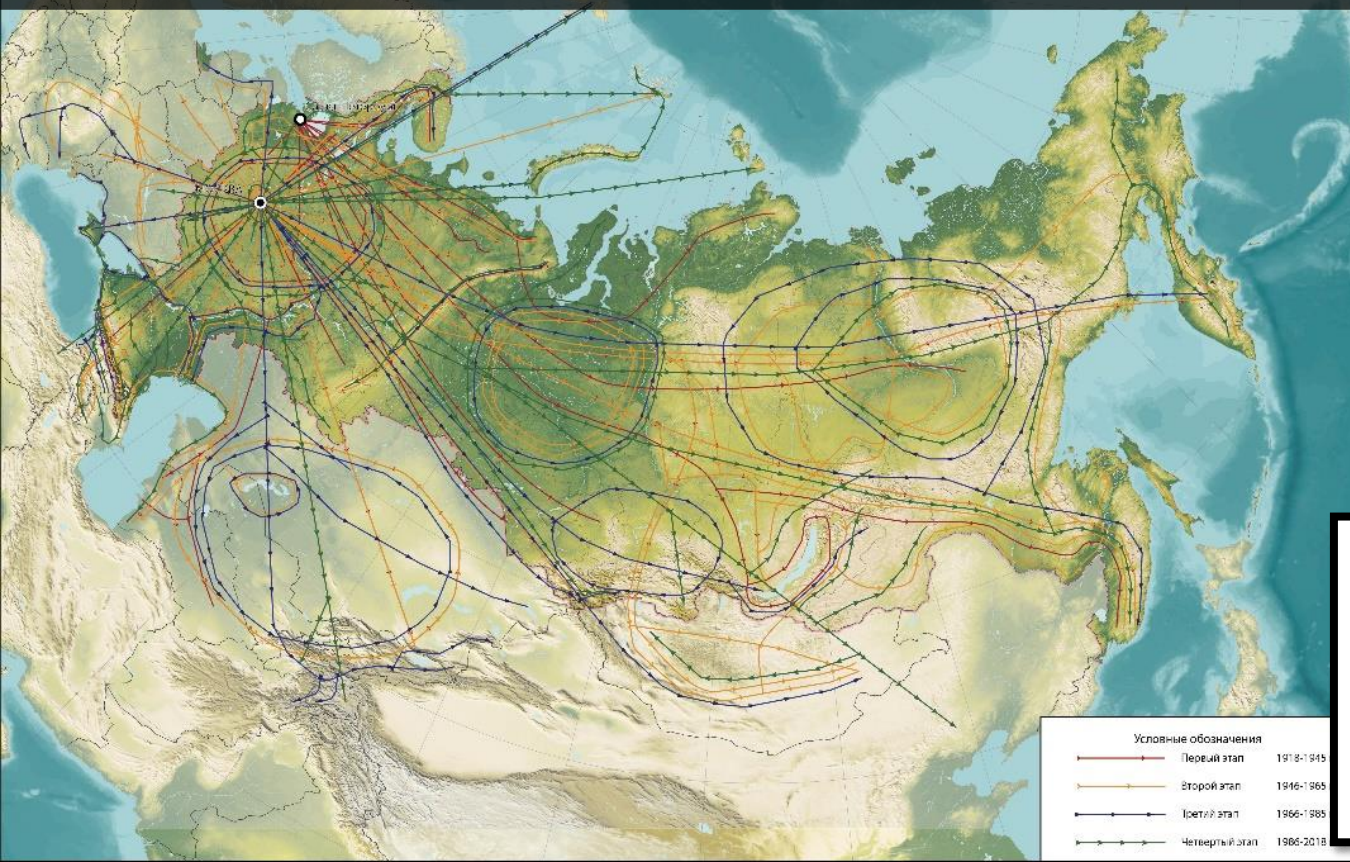 Условные обозначения
Первый этап 1918-1945
Второй этап 1946-1965
Третий этап 1966-1985
Четвертый этап 1986-2018